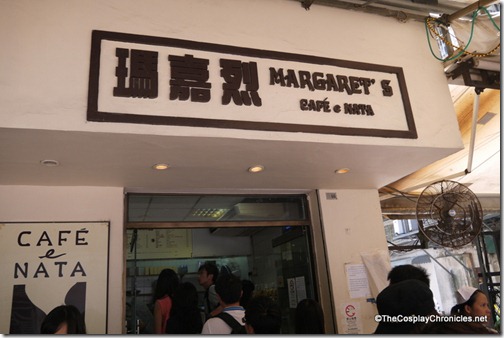 瑪嘉烈
MARGARET'S
CAFÉ e NATA
CAFÉ
e
NATA
©TheCosplayChronicles.net